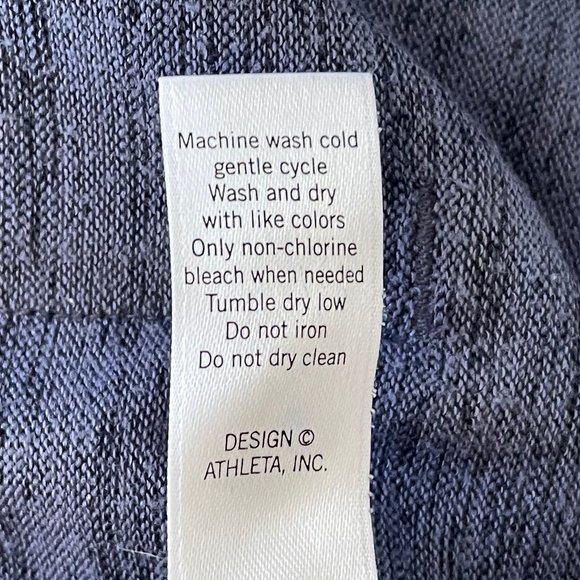 Machine wash cold
gentle cycle
Wash and dry
with like colors
Only non-chlorine
bleach when needed
Tumble dry low
Do not iron
Do not dry clean
DESIGN ©
ATHLETA, INC.